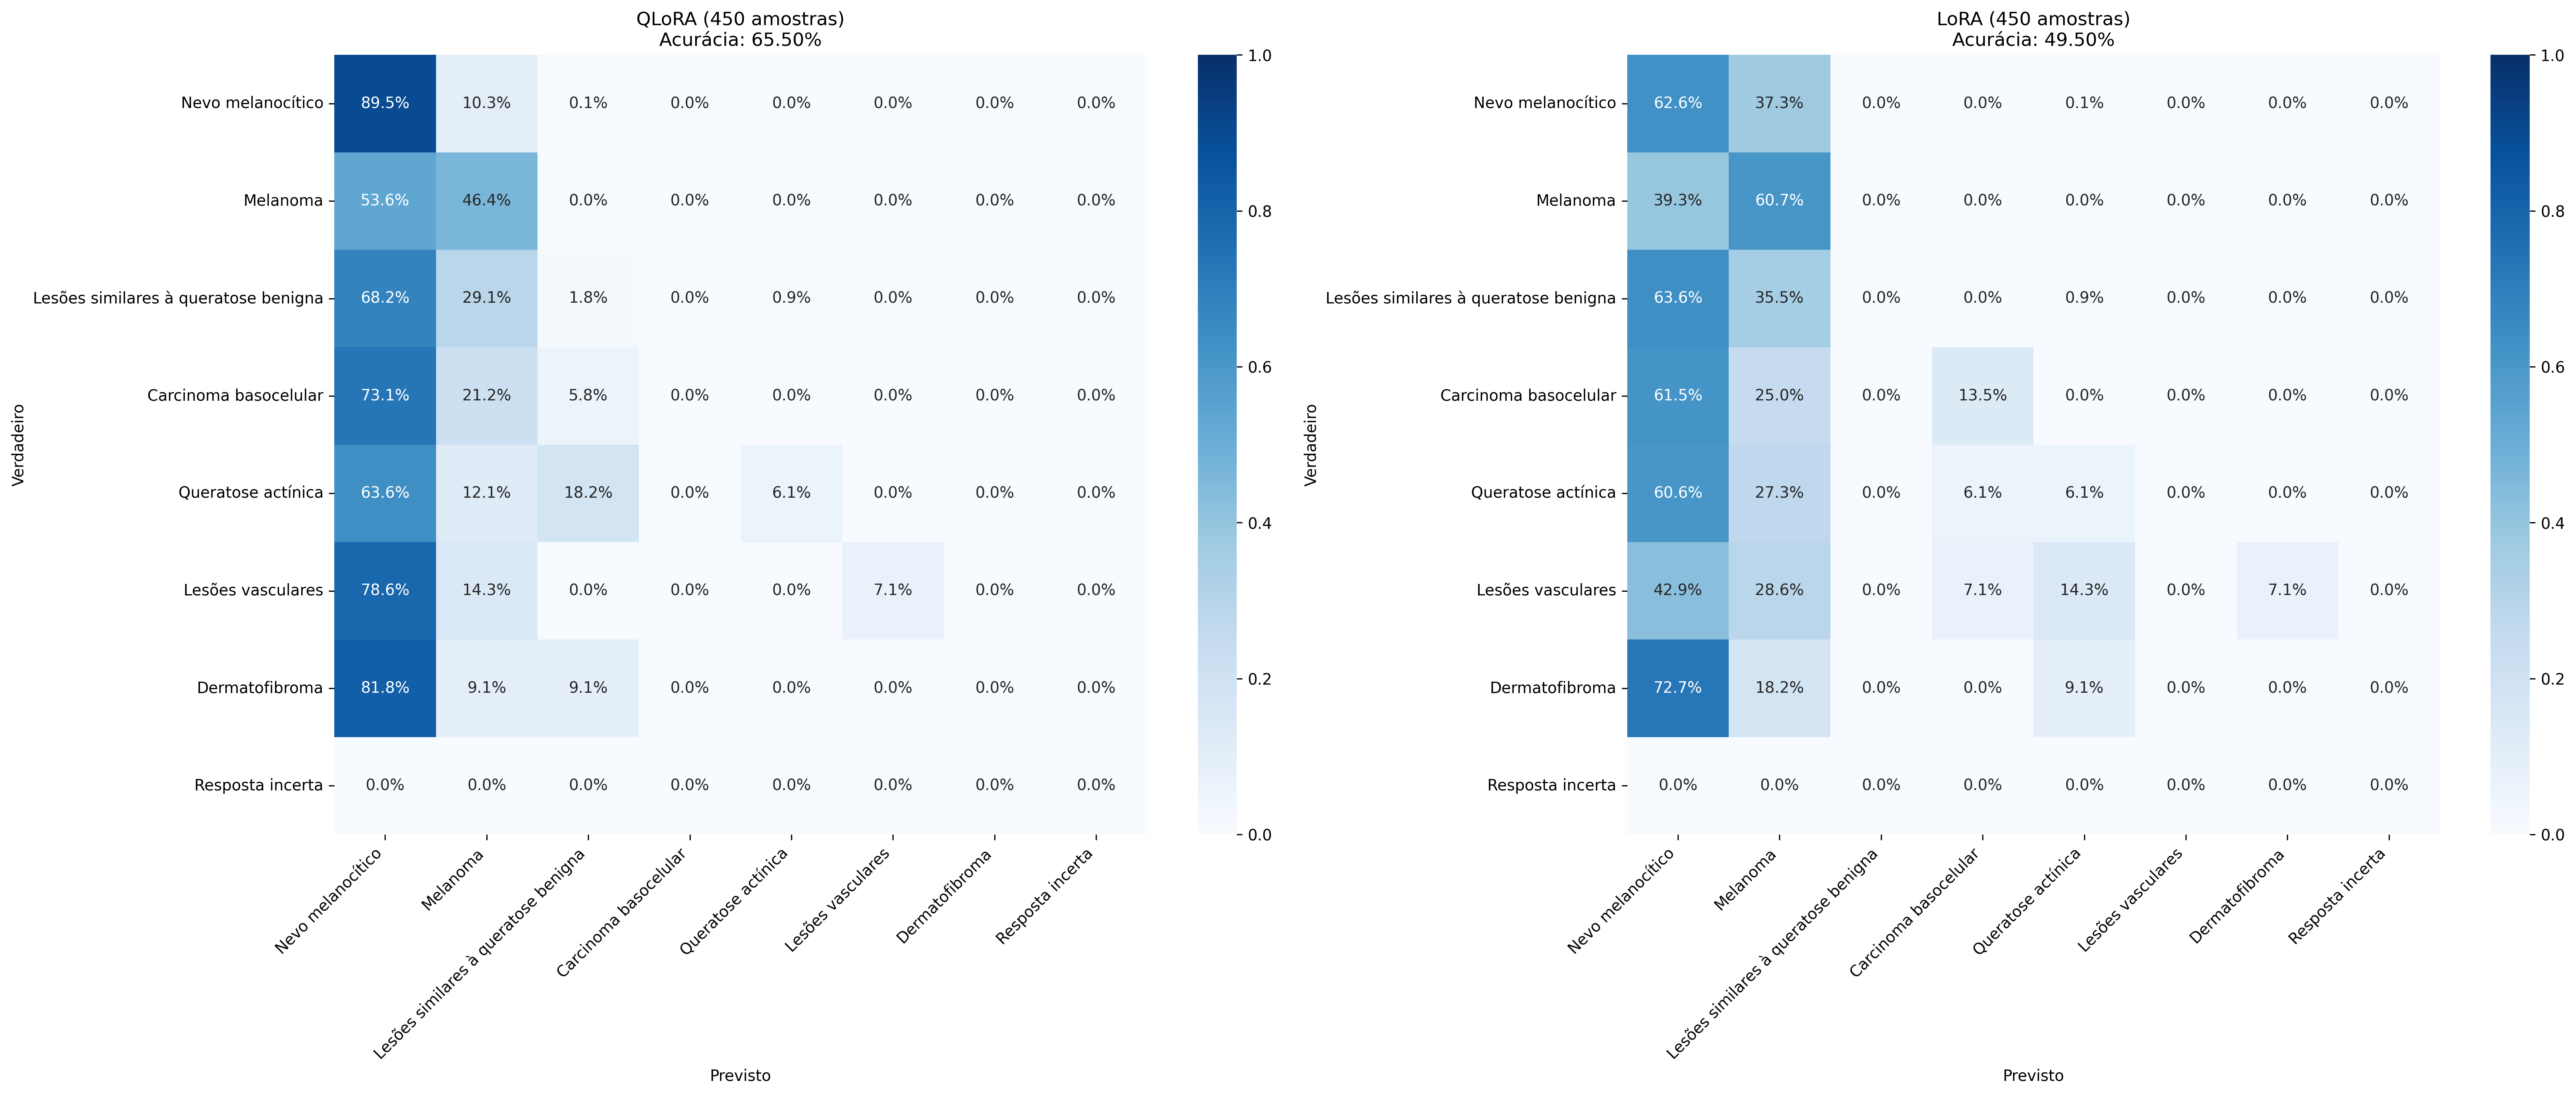 QLoRA (450 amostras)
Acurácia: 65.50%
Verdadeiro
Nevo melanocítico 89.5% 10.3% 0.1% 0.0% 0.0% 0.0% 0.0% 0.0%
Melanoma 53.6% 46.4% 0.0% 0.0% 0.0% 0.0% 0.0% 0.0%
Lesões similares à queratose benigna 68.2% 29.1% 1.8% 0.0% 0.9% 0.0% 0.0% 0.0%
Carcinoma basocelular 73.1% 21.2% 5.8% 0.0% 0.0% 0.0% 0.0% 0.0%
Queratose actínica 63.6% 12.1% 18.2% 0.0% 6.1% 0.0% 0.0% 0.0%
Lesões vasculares 78.6% 14.3% 0.0% 0.0% 0.0% 7.1% 0.0% 0.0%
Dermatofibroma 81.8% 9.1% 9.1% 0.0% 0.0% 0.0% 0.0% 0.0%
Resposta incerta 0.0% 0.0% 0.0% 0.0% 0.0% 0.0% 0.0% 0.0%
Nevo melanocítico
Melanoma
Lesões similares à queratose benigna
Carcinoma basocelular
Queratose actínica
Lesões vasculares
Dermatofibroma
Resposta incerta
Previsto
1.0
0.8
0.6
0.4
0.2
0.0
LoRA (450 amostras)
Acurácia: 49.50%
Verdadeiro
Nevo melanocítico 62.6% 37.3% 0.0% 0.0% 0.1% 0.0% 0.0% 0.0%
Melanoma 39.3% 60.7% 0.0% 0.0% 0.0% 0.0% 0.0% 0.0%
Lesões similares à queratose benigna 63.6% 35.5% 0.0% 0.0% 0.9% 0.0% 0.0% 0.0%
Carcinoma basocelular 61.5% 25.0% 0.0% 13.5% 0.0% 0.0% 0.0% 0.0%
Queratose actínica 60.6% 27.3% 0.0% 6.1% 6.1% 0.0% 0.0% 0.0%
Lesões vasculares 42.9% 28.6% 0.0% 7.1% 14.3% 0.0% 7.1% 0.0%
Dermatofibroma 72.7% 18.2% 0.0% 0.0% 9.1% 0.0% 0.0% 0.0%
Resposta incerta 0.0% 0.0% 0.0% 0.0% 0.0% 0.0% 0.0% 0.0%
Nevo melanocítico
Melanoma
Lesões similares à queratose benigna
Carcinoma basocelular
Queratose actínica
Lesões vasculares
Dermatofibroma
Resposta incerta
Previsto
1.0
0.8
0.6
0.4
0.2
0.0